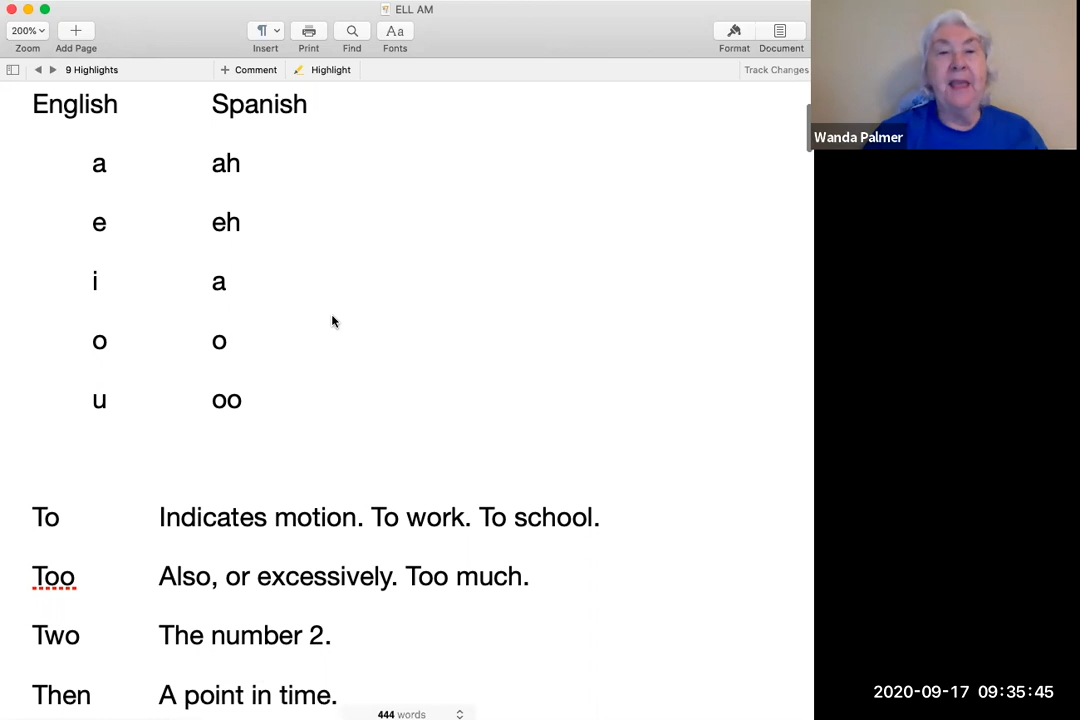 ELL AM
200%
Zoom Add Page Insert Print Find Fonts Format Document
9 Highlights Comment Highlight Track Changes
Wanda Palmer
English Spanish
a ah
e eh
i a
o o
u oo
To Indicates motion. To work. To school.
Too Also, or excessively. Too much.
Two The number 2.
Then A point in time.
444 words
2020-09-17 09:35:45